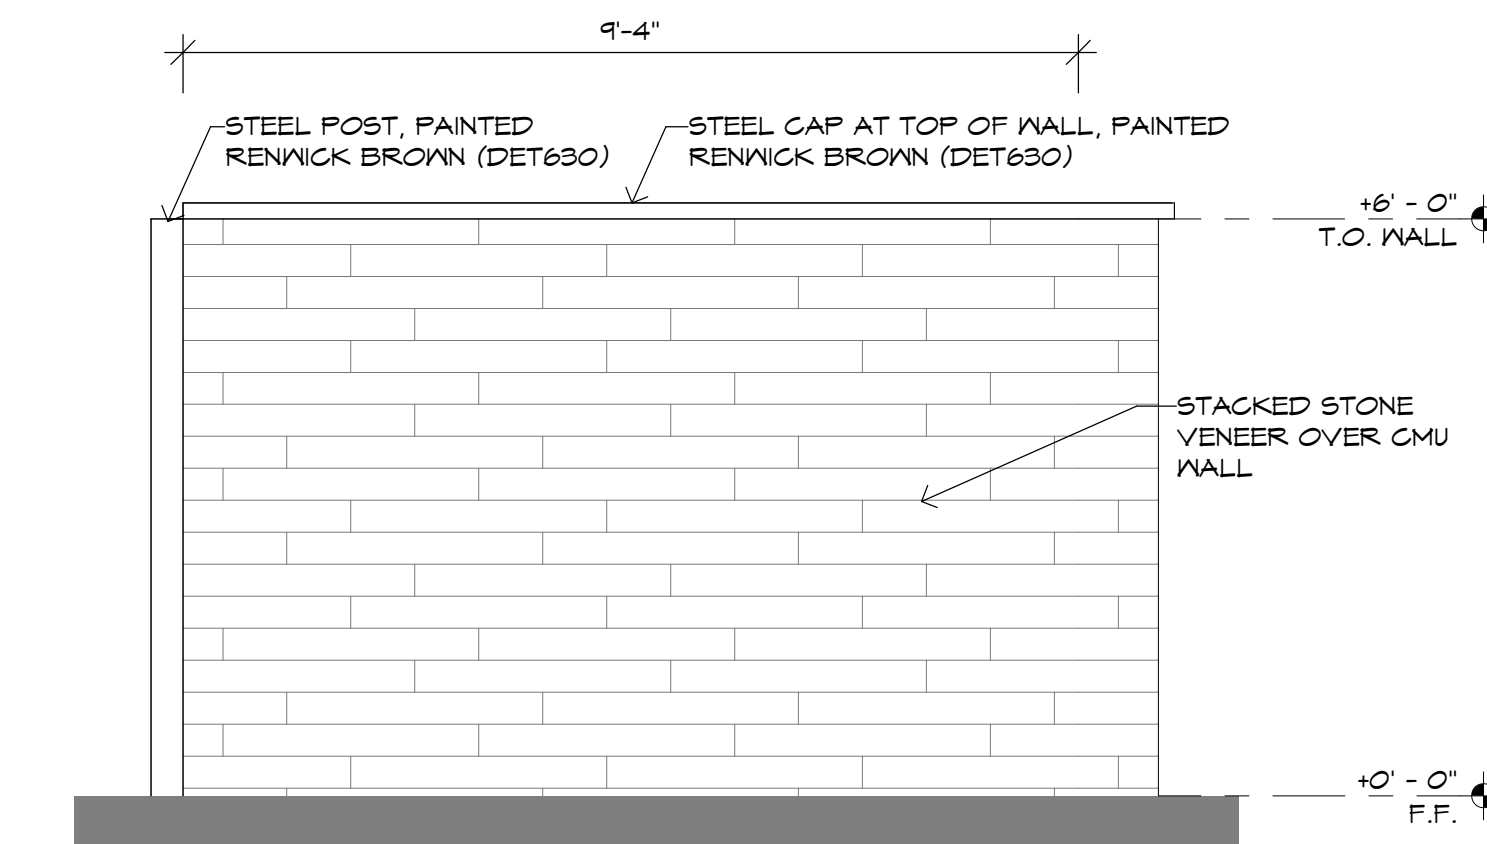 9'-4"
STEEL POST, PAINTED
RENWICK BROWN (DET630)
STEEL CAP AT TOP OF WALL, PAINTED
RENWICK BROWN (DET630)
+6' - 0"
T.O. WALL
STACKED STONE
VENEER OVER CMU
WALL
+0' - 0"
F.F.